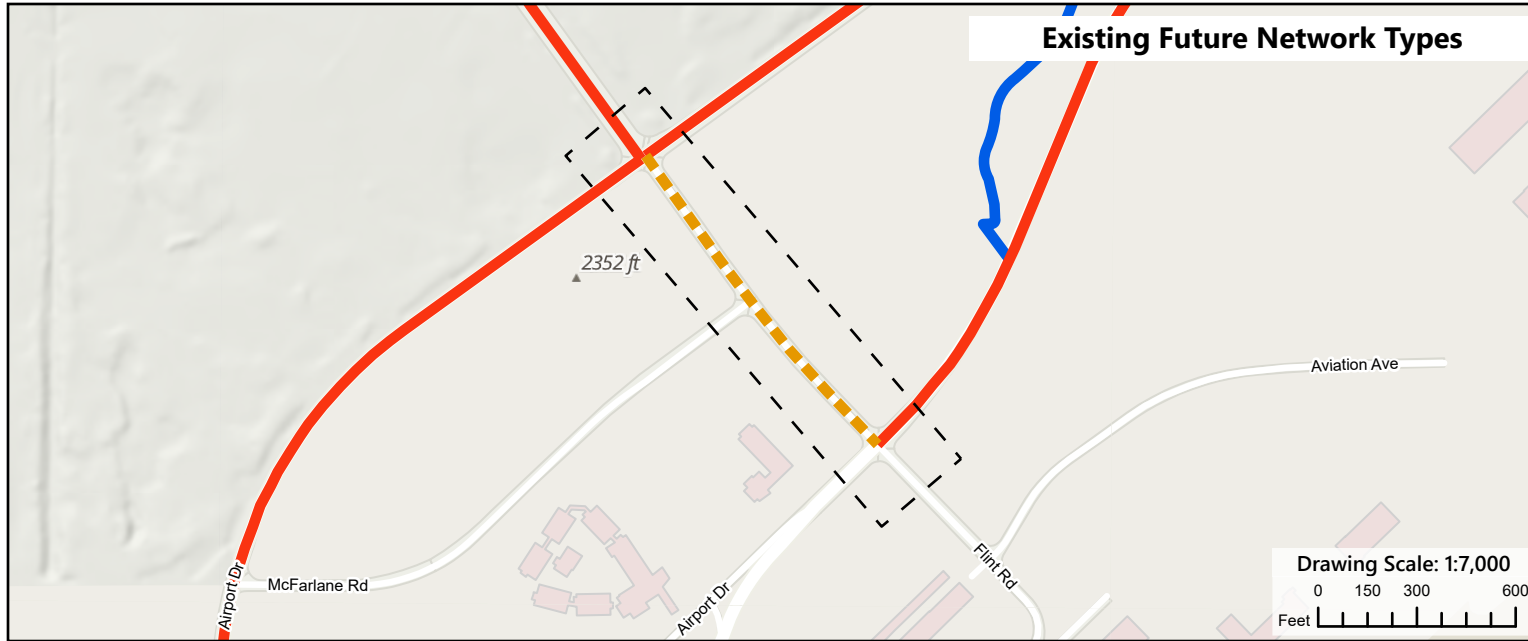 Existing Future Network Types
2352 ft
Aviation Ave
McFarlane Rd
Airport Dr
Airport Dr
Flint Rd
Drawing Scale: 1:7,000
0 150 300 600
Feet